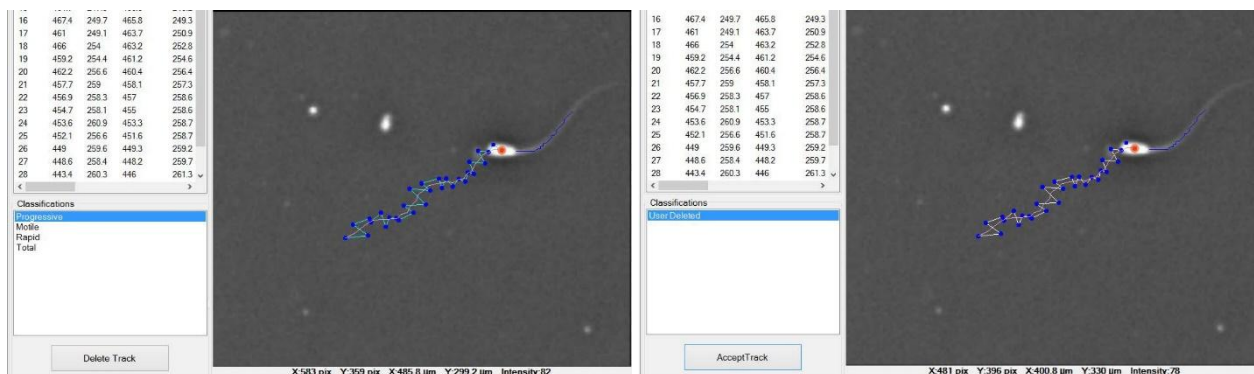 16 467.4 249.7 465.8 249.3
17 461 249.1 463.7 250.9
18 466 254 463.2 252.8
19 459.2 254.4 461.2 254.6
20 462.2 256.6 460.4 256.4
21 457.7 259 458.1 257.3
22 456.9 258.3 457 258.6
23 454.7 258.1 455 258.6
24 453.6 260.9 453.3 258.7
25 452.1 256.6 451.6 258.7
26 449 259.6 449.3 259.2
27 448.6 258.4 448.2 259.7
28 443.4 260.3 446 261.3
Classifications
Progressive
Motile
Rapid
Total
Delete Track
X:583 pix Y:359 pix X:485.8 µm Y:299.2 µm Intensity:82
16 467.4 249.7 465.8 249.3
17 461 249.1 463.7 250.9
18 466 254 463.2 252.8
19 459.2 254.4 461.2 254.6
20 462.2 256.6 460.4 256.4
21 457.7 259 458.1 257.3
22 456.9 258.3 457 258.6
23 454.7 258.1 455 258.6
24 453.6 260.9 453.3 258.7
25 452.1 256.6 451.6 258.7
26 449 259.6 449.3 259.2
27 448.6 258.4 448.2 259.7
28 443.4 260.3 446 261.3
Classifications
User Deleted
AcceptTrack
X:481 pix Y:396 pix X:400.8 µm Y:330 µm Intensity:78